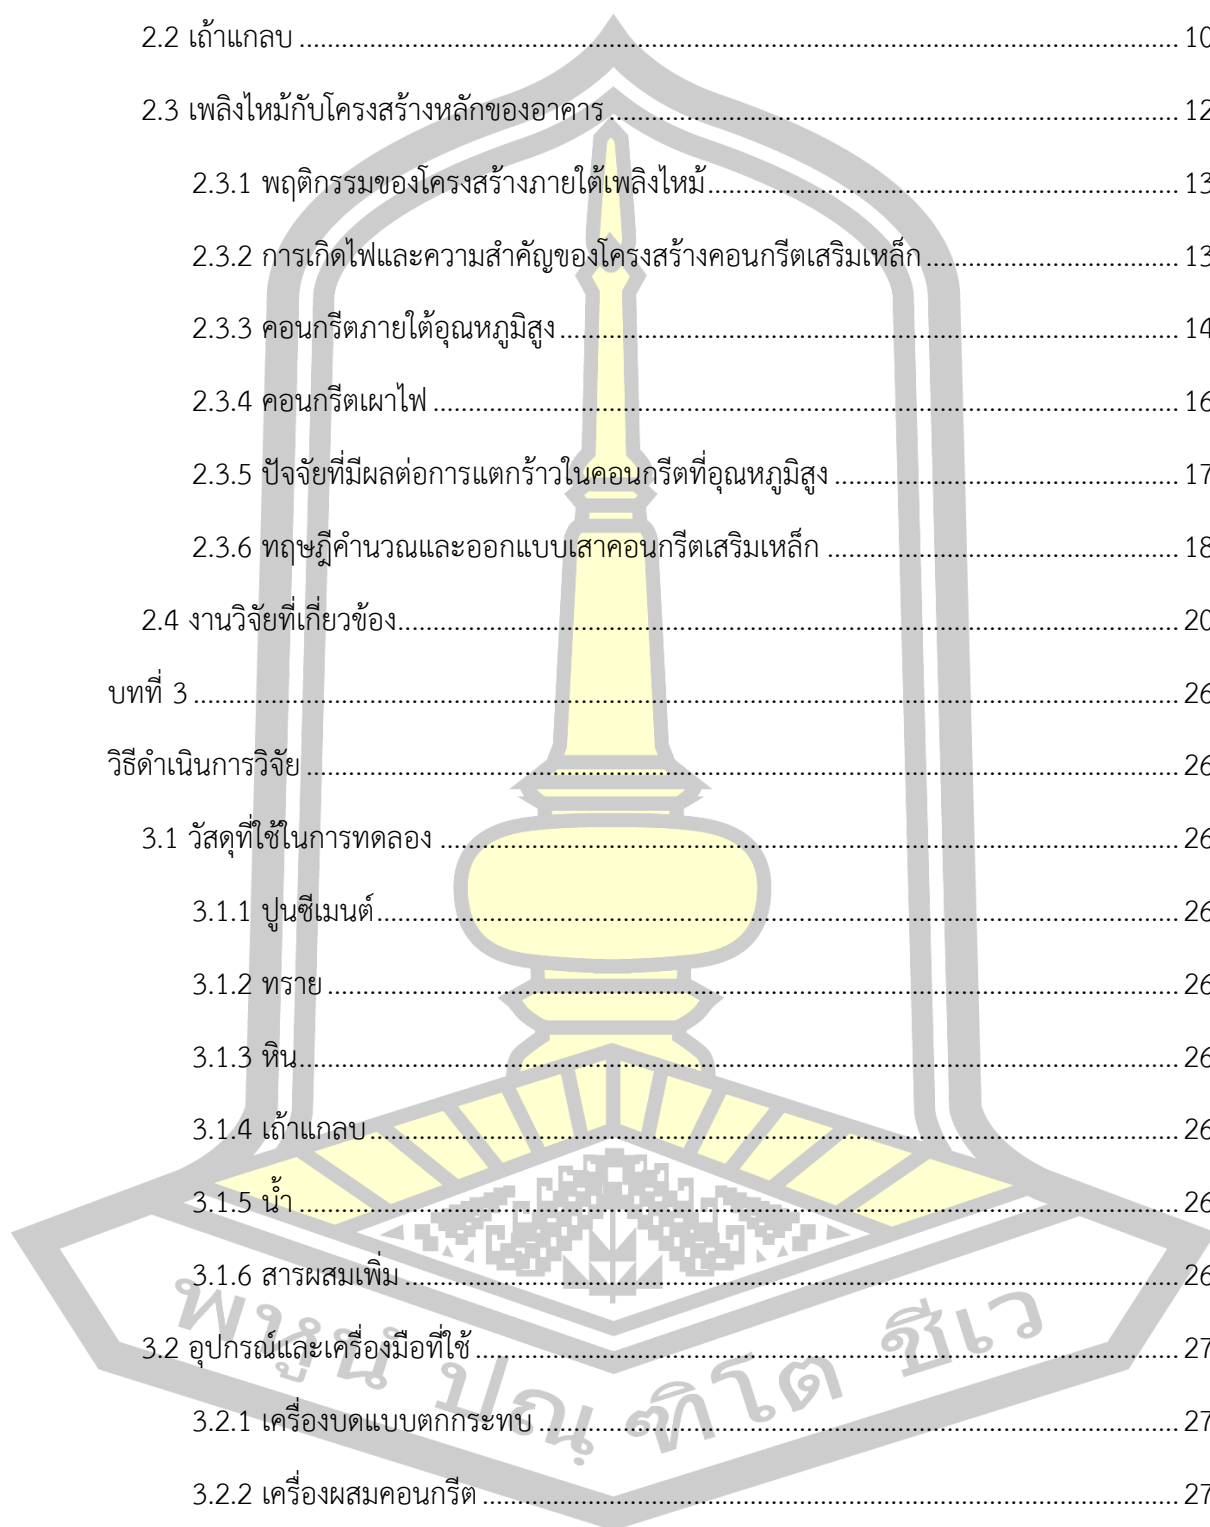 2.2 เถ้าแกลบ ........................................................................................................ 10
2.3 เพลิงไหม้กับโครงสร้างหลักของอาคาร .................................................................... 12
2.3.1 พฤติกรรมของโครงสร้างภายใต้เพลิงไหม้........................................................ 13
2.3.2 การเกิดไฟและความสำคัญของโครงสร้างคอนกรีตเสริมเหล็ก .............................. 13
2.3.3 คอนกรีตภายใต้อุณหภูมิสูง ......................................................................... 14
2.3.4 คอนกรีตเผาไฟ ........................................................................................ 16
2.3.5 ปัจจัยที่มีผลต่อการแตกร้าวในคอนกรีตที่อุณหภูมิสูง ......................................... 17
2.3.6 ทฤษฎีคำนวณและออกแบบเสาคอนกรีตเสริมเหล็ก .......................................... 18
2.4 งานวิจัยที่เกี่ยวข้อง............................................................................................ 20
บทที่ 3 .................................................................................................................... 26
วิธีดำเนินการวิจัย ....................................................................................................... 26
3.1 วัสดุที่ใช้ในการทดลอง ....................................................................................... 26
3.1.1 ปูนซีเมนต์............................................................................................... 26
3.1.2 ทราย ..................................................................................................... 26
3.1.3 หิน........................................................................................................ 26
3.1.4 เถ้าแกลบ................................................................................................ 26
3.1.5 น้ำ ........................................................................................................ 26
3.1.6 สารผสมเพิ่ม ............................................................................................ 26
3.2 อุปกรณ์และเครื่องมือที่ใช้ ................................................................................... 27
3.2.1 เครื่องบดแบบตกกระทบ ............................................................................ 27
3.2.2 เครื่องผสมคอนกรีต .................................................................................. 27
พหูนํ ปณฺฑิโต ชีเว